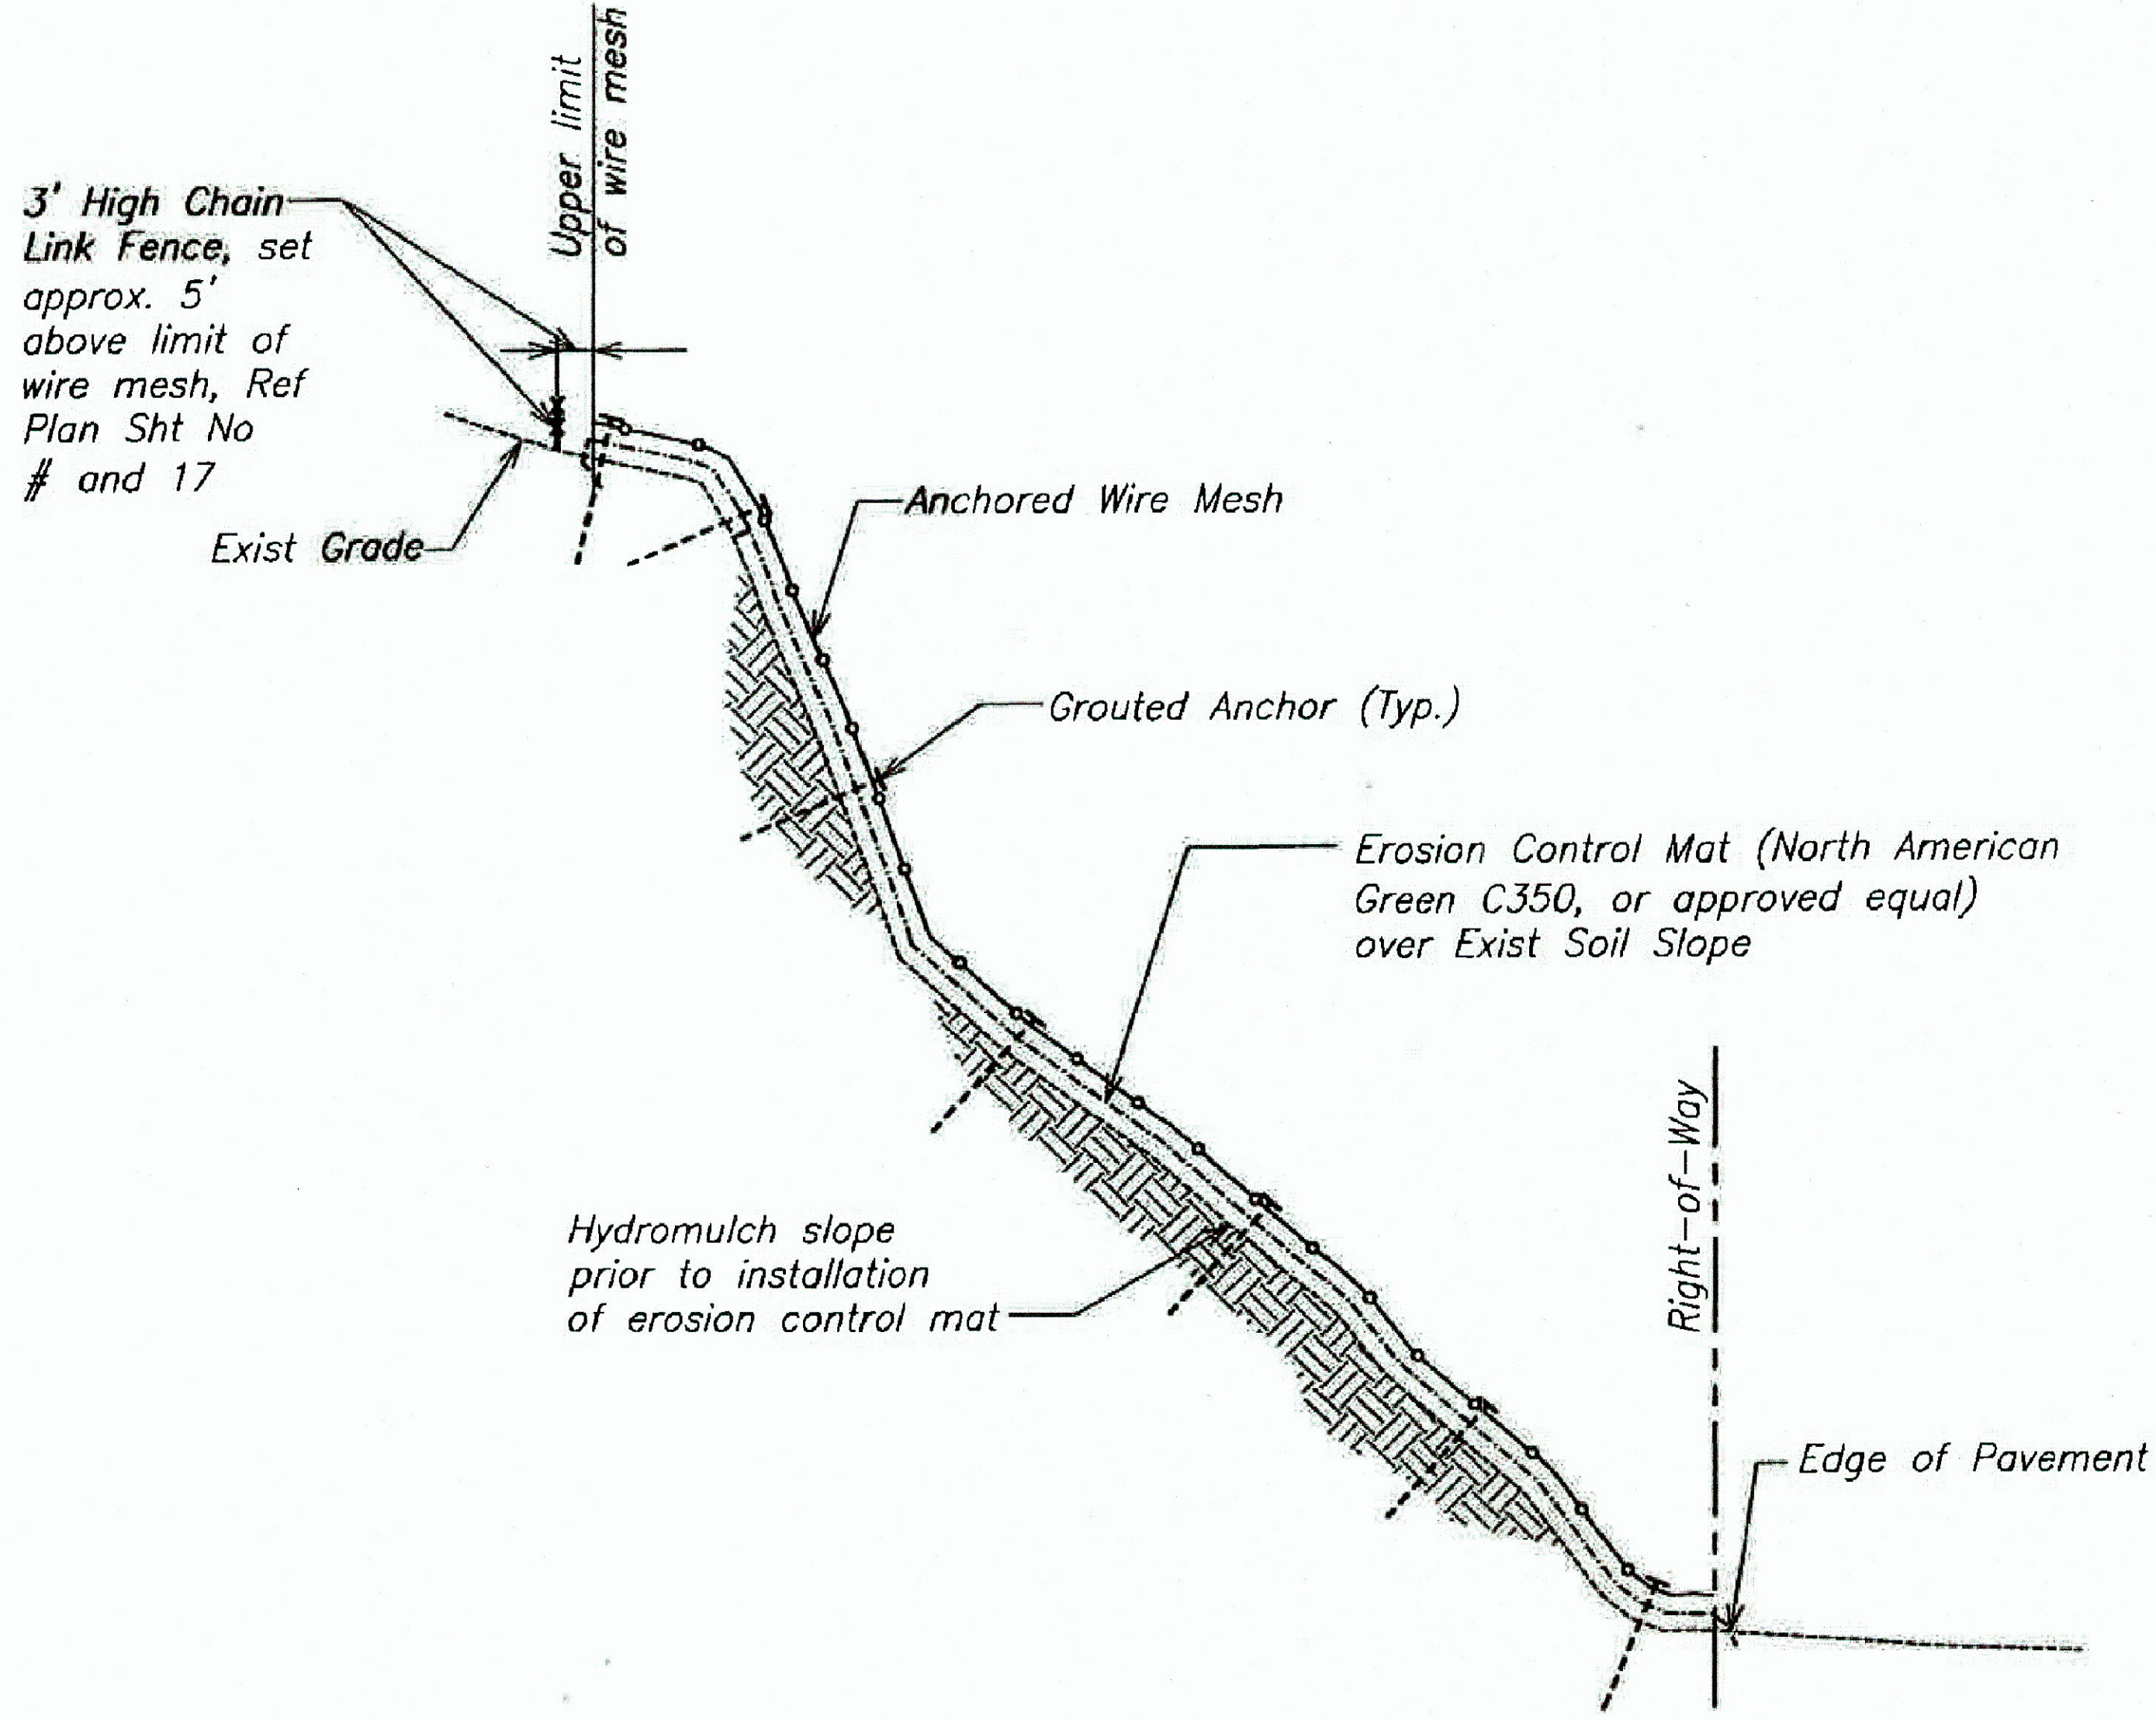 Upper limit
of wire mesh
3' High Chain
Link Fence, set
approx. 5'
above limit of
wire mesh, Ref
Plan Sht No
# and 17
Exist Grade
Anchored Wire Mesh
Grouted Anchor (Typ.)
Erosion Control Mat (North American
Green C350, or approved equal)
over Exist Soil Slope
Hydromulch slope
prior to installation
of erosion control mat
Right-of-Way
Edge of Pavement